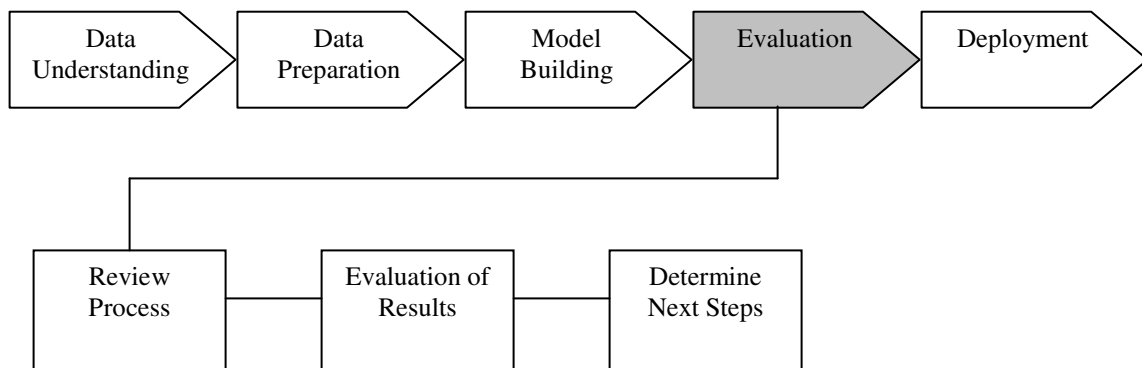 Data
Understanding
Data
Preparation
Model
Building
Evaluation
Deployment
Review
Process
Evaluation of
Results
Determine
Next Steps